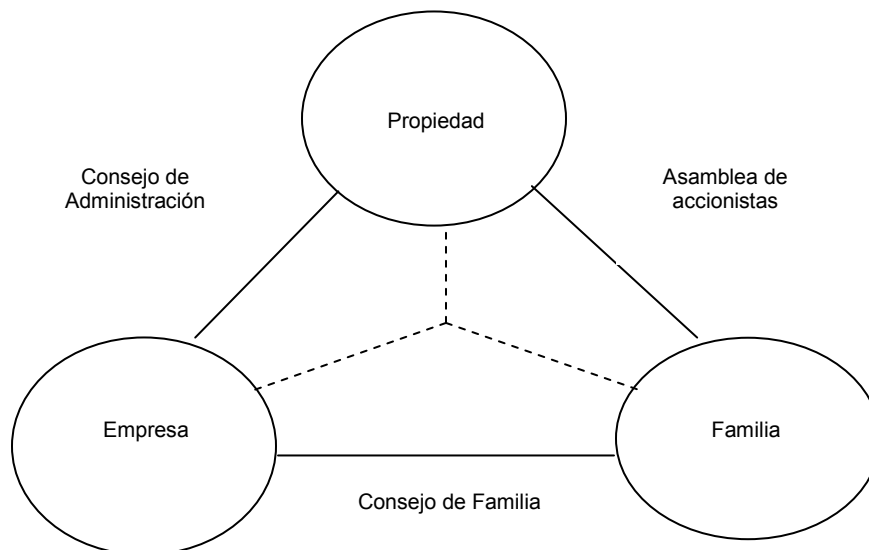 Propiedad
Consejo de
Administración
Asamblea de
accionistas
Empresa
Familia
Consejo de Familia